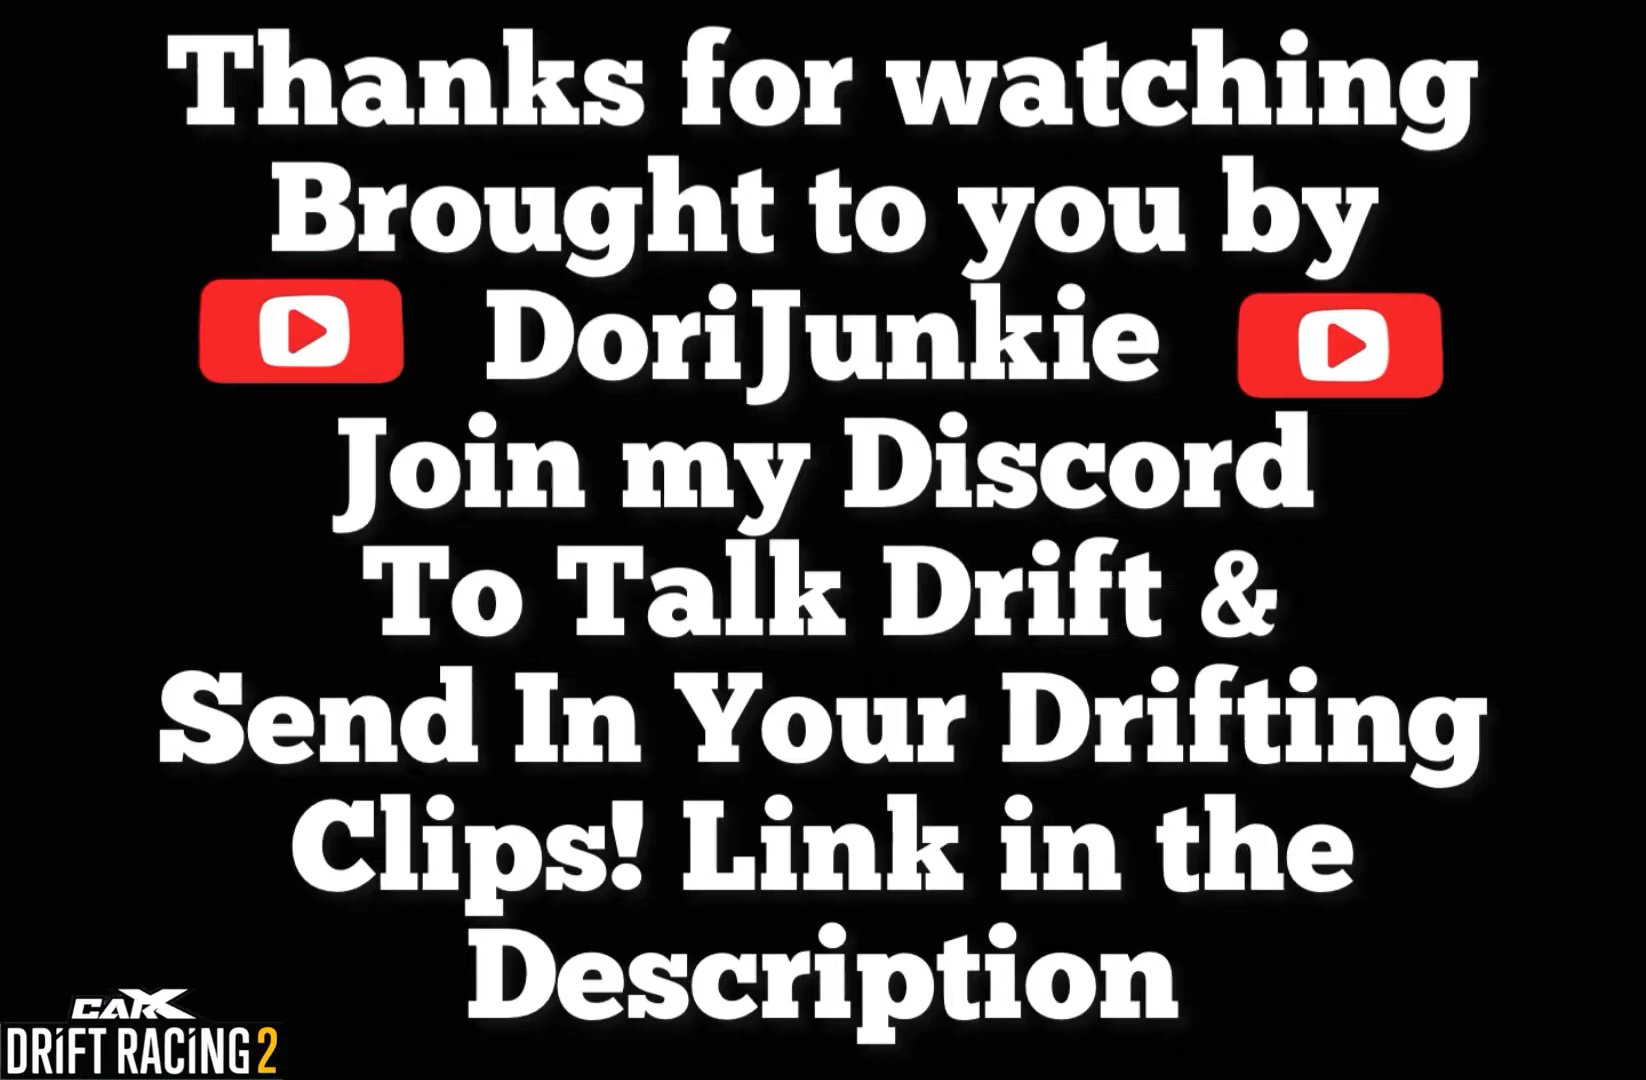 Thanks for watching
Brought to you by
DoriJunkie
Join my Discord
To Talk Drift &
Send In Your Drifting
Clips! Link in the
Description
CARX
DRiFT RACiNG 2